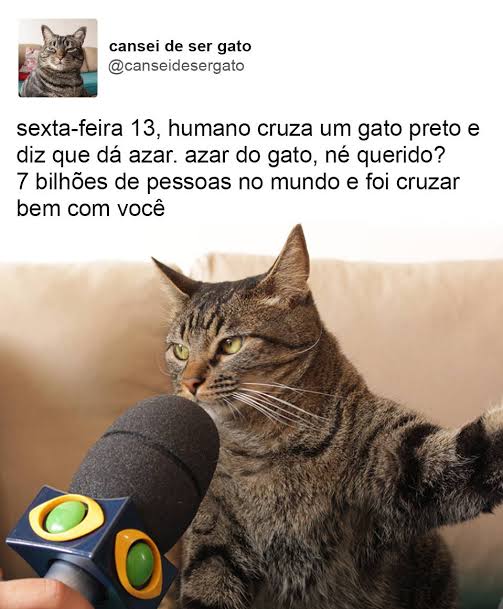 cansei de ser gato
@canseidesergato
sexta-feira 13, humano cruza um gato preto e
diz que dá azar. azar do gato, né querido?
7 bilhões de pessoas no mundo e foi cruzar
bem com você